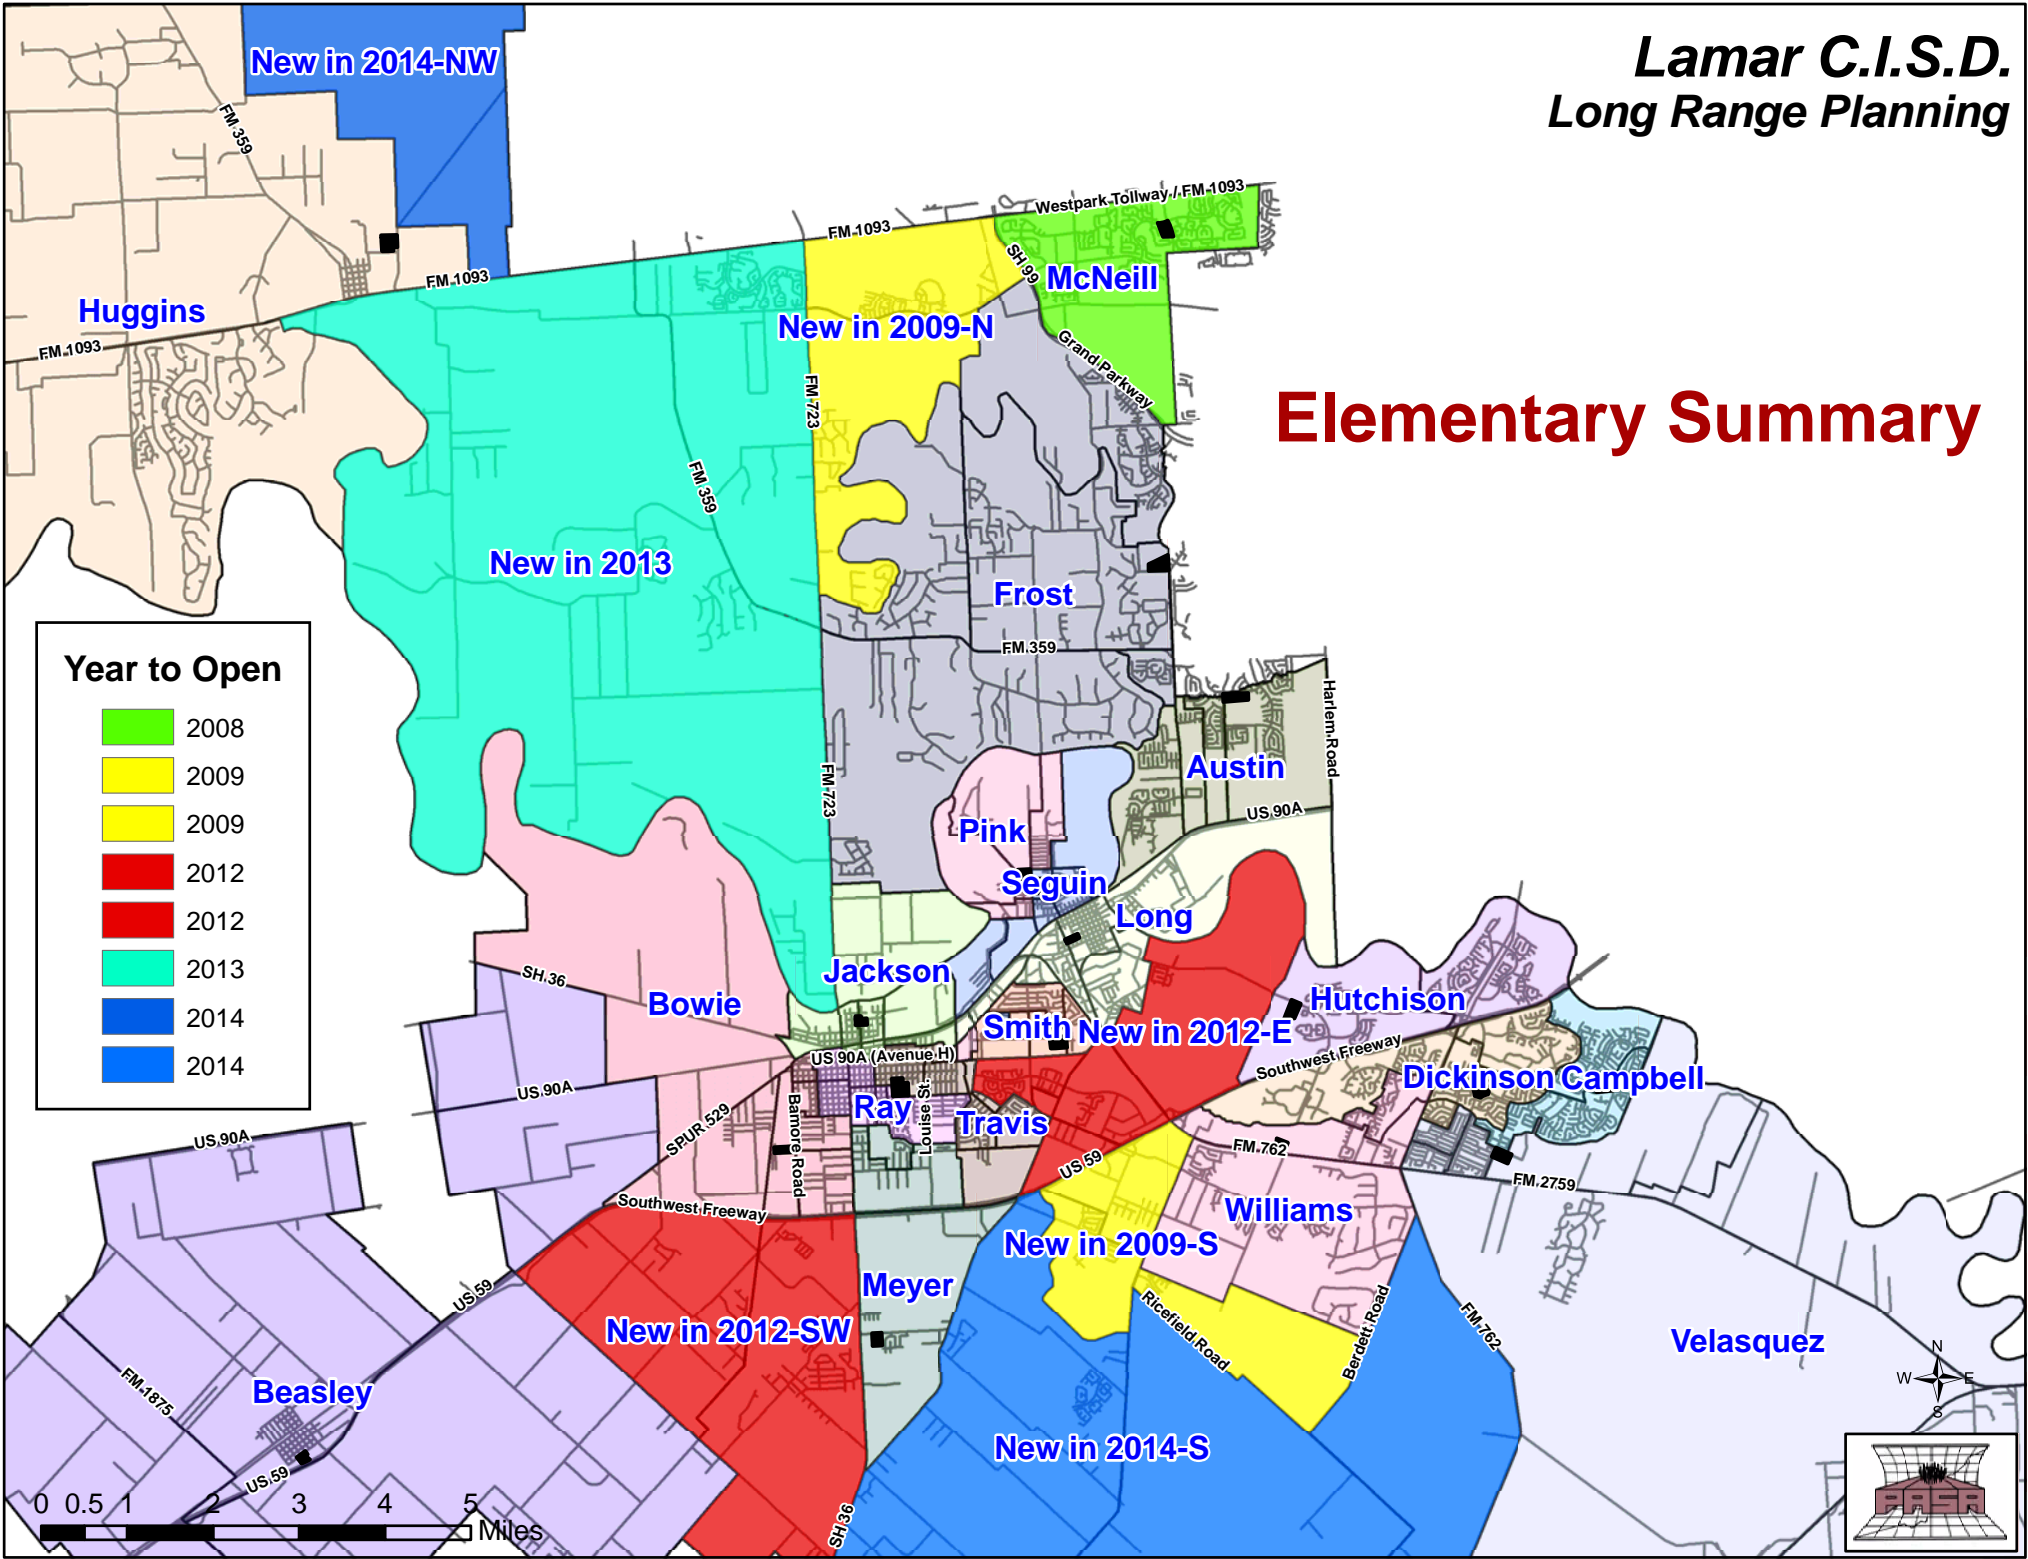 Lamar C.I.S.D.
Long Range Planning
New in 2014-NW
FM 359
Westpark Tollway / FM 1093
FM 1093
SH 99
McNeill
FM 1093
Huggins
New in 2009-N
FM 1093
Grand Parkway
FM 723
Elementary Summary
FM 359
New in 2013
Frost
FM 359
Year to Open
2008
2009
2009
2012
2012
2013
2014
2014
Harlem Road
Austin
FM 723
US 90A
Pink
Seguin
Long
SH 36
Jackson
Bowie
Hutchison
Smith
New in 2012-E
US 90A (Avenue H)
Southwest Freeway
US 90A
Dickinson
Campbell
Ray
Louise St.
SPUR 529
Bamore Road
Travis
US 90A
FM 762
US 59
FM 2759
Southwest Freeway
Williams
New in 2009-S
Meyer
US 59
Ricefield Road
Berdett Road
FM 762
New in 2012-SW
Velasquez
N
W
E
S
FM 1875
Beasley
New in 2014-S
US 59
SH 36
0 0.5 1 2 3 4 5
Miles
AASA